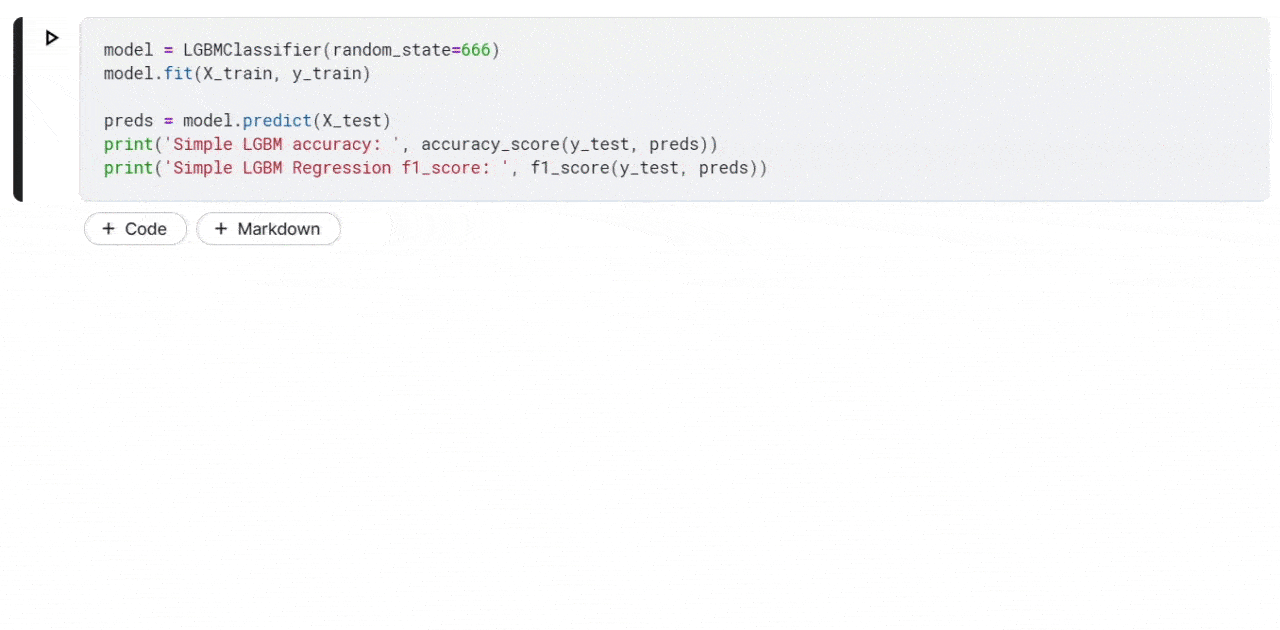 model = LGBMClassifier(random_state=666)
model.fit(X_train, y_train)
preds = model.predict(X_test)
print('Simple LGBM accuracy: ', accuracy_score(y_test, preds))
print('Simple LGBM Regression f1_score: ', f1_score(y_test, preds))
+ Code + Markdown